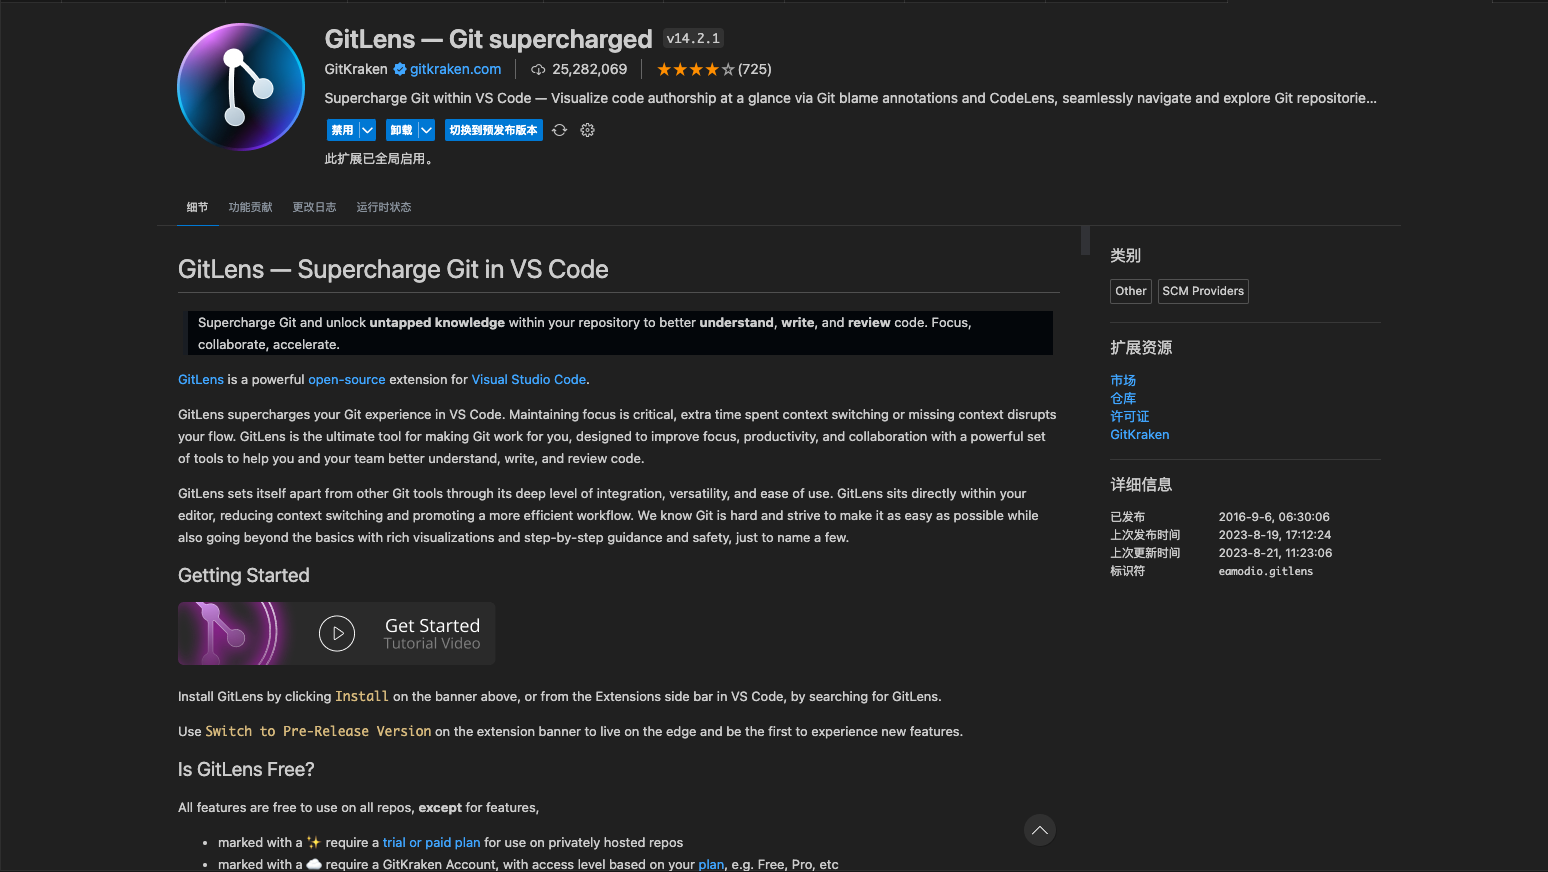 GitLens — Git supercharged v14.2.1
GitKraken gitkraken.com 25,282,069 (725)
Supercharge Git within VS Code — Visualize code authorship at a glance via Git blame annotations and CodeLens, seamlessly navigate and explore Git repositorie...
禁用 卸载 切换到预发布版本
此扩展已全局启用。
细节 功能贡献 更改日志 运行时状态
GitLens — Supercharge Git in VS Code
Supercharge Git and unlock untapped knowledge within your repository to better understand, write, and review code. Focus,
collaborate, accelerate.
GitLens is a powerful open-source extension for Visual Studio Code.
GitLens supercharges your Git experience in VS Code. Maintaining focus is critical, extra time spent context switching or missing context disrupts
your flow. GitLens is the ultimate tool for making Git work for you, designed to improve focus, productivity, and collaboration with a powerful set
of tools to help you and your team better understand, write, and review code.
GitLens sets itself apart from other Git tools through its deep level of integration, versatility, and ease of use. GitLens sits directly within your
editor, reducing context switching and promoting a more efficient workflow. We know Git is hard and strive to make it as easy as possible while
also going beyond the basics with rich visualizations and step-by-step guidance and safety, just to name a few.
Getting Started
Get Started
Tutorial Video
Install GitLens by clicking Install on the banner above, or from the Extensions side bar in VS Code, by searching for GitLens.
Use Switch to Pre-Release Version on the extension banner to live on the edge and be the first to experience new features.
Is GitLens Free?
All features are free to use on all repos, except for features,
• marked with a ✨ require a trial or paid plan for use on privately hosted repos
• marked with a ☁️ require a GitKraken Account, with access level based on your plan, e.g. Free, Pro, etc
类别
Other SCM Providers
扩展资源
市场
仓库
许可证
GitKraken
详细信息
已发布 2016-9-6, 06:30:06
上次发布时间 2023-8-19, 17:12:24
上次更新时间 2023-8-21, 11:23:06
标识符 eamodio.gitlens